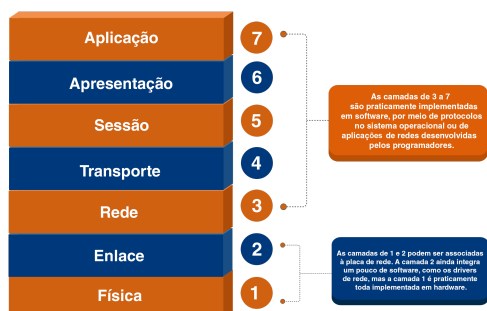 Aplicação 7
Apresentação 6
Sessão 5
Transporte 4
Rede 3
Enlace 2
Física 1
As camadas de 3 a 7
são praticamente implementadas
em software, por meio de protocolos
no sistema operacional ou de
aplicações de redes desenvolvidas
pelos programadores.
As camadas de 1 e 2 podem ser associadas
à placa de rede. A camada 2 ainda integra
um pouco de software, como os drivers
de rede, mas a camada 1 é praticamente
toda implementada em hardware.